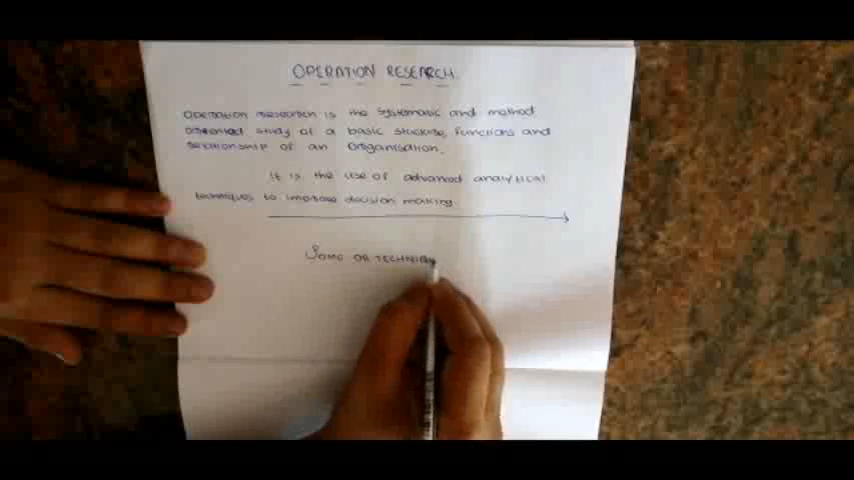 OPERATION RESEARCH.
Operation research is the systematic and method
oriented study of a basic structure, functions and
relationship of an Organisation.
It is the use of advanced analytical
techniques to improve decision making.
SOME OR TECHNIQ